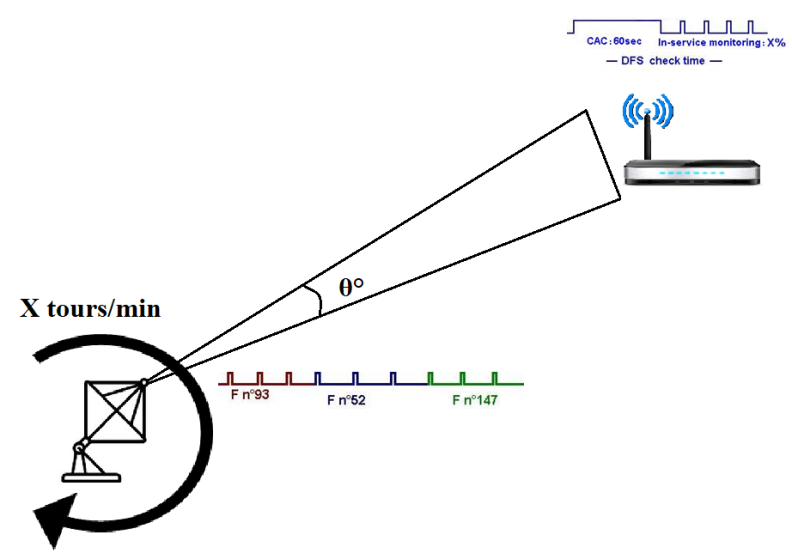 CAC : 60sec In-service monitoring : X%
— DFS check time —
θ°
X tours/min
F n°93 F n°52 F n°147